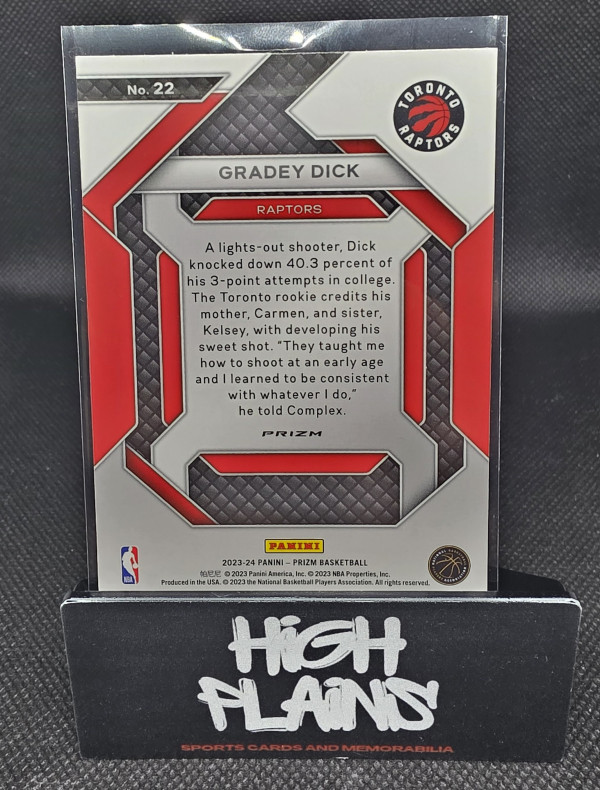 No. 22
TORONTO
RAPTORS
GRADEY DICK
RAPTORS
A lights-out shooter, Dick
knocked down 40.3 percent of
his 3-point attempts in college.
The Toronto rookie credits his
mother, Carmen, and sister,
Kelsey, with developing his
sweet shot. “They taught me
how to shoot at an early age
and I learned to be consistent
with whatever I do,”
he told Complex.
PRIZM
PANINI
2023-24 PANINI – PRIZM BASKETBALL
帕尼尼 © 2023 Panini America, Inc. © 2023 NBA Properties, Inc.
Produced in the USA. © 2023 the National Basketball Players Association. All rights reserved.
NBA
HiGH
PLAiNS
SPORTS CARDS AND MEMORABILIA